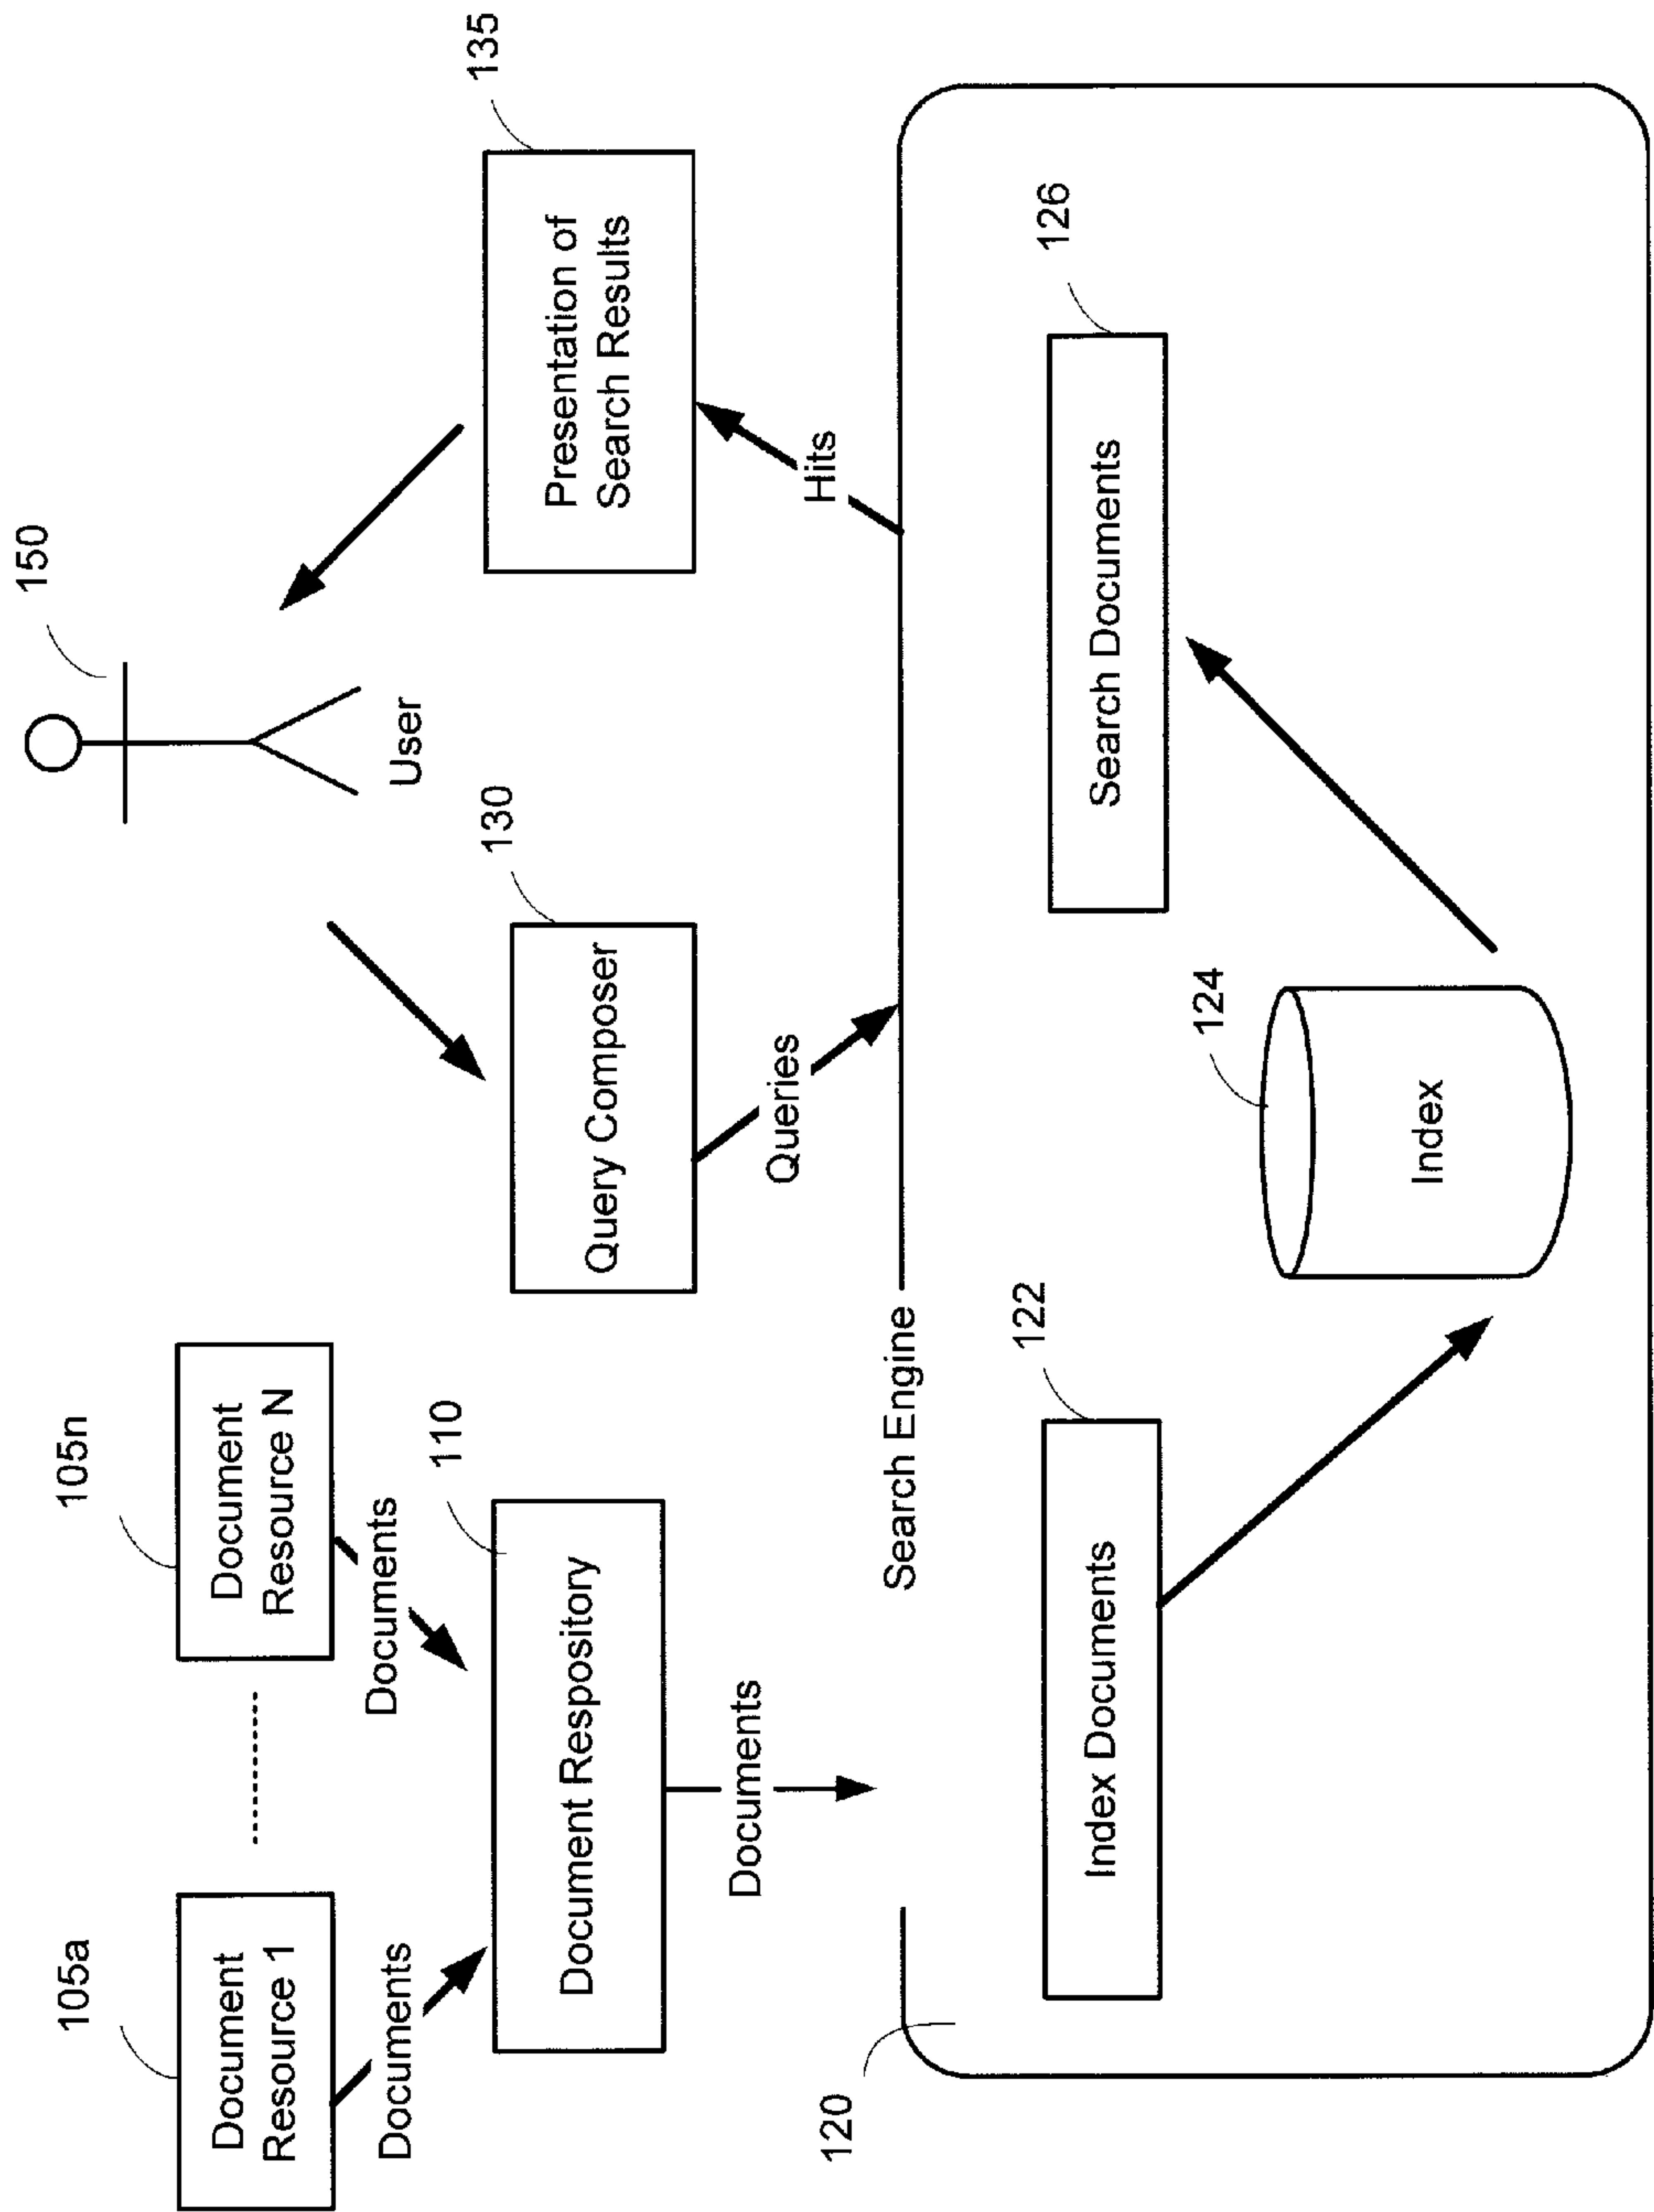 150
User
105a
Document
Resource 1
105n
Document
Resource N
135
Presentation of
Search Results
130
Query Composer
Documents
Documents
110
Document Respository
Documents
Queries
Hits
Search Engine
120
122
Index Documents
124
Index
126
Search Documents